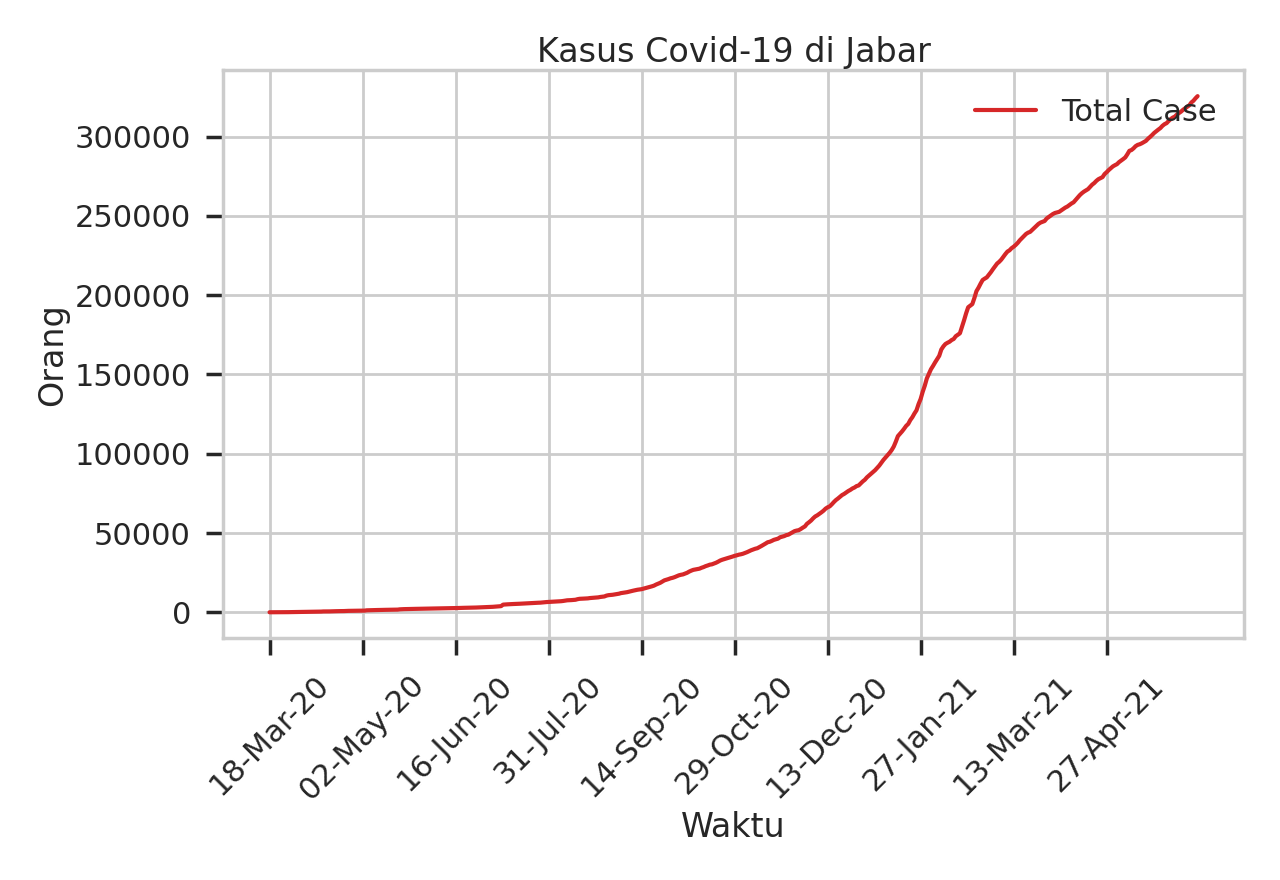 Kasus Covid-19 di Jabar
Total Case
Orang
300000
250000
200000
150000
100000
50000
0
18-Mar-20
02-May-20
16-Jun-20
31-Jul-20
14-Sep-20
29-Oct-20
13-Dec-20
27-Jan-21
13-Mar-21
27-Apr-21
Waktu